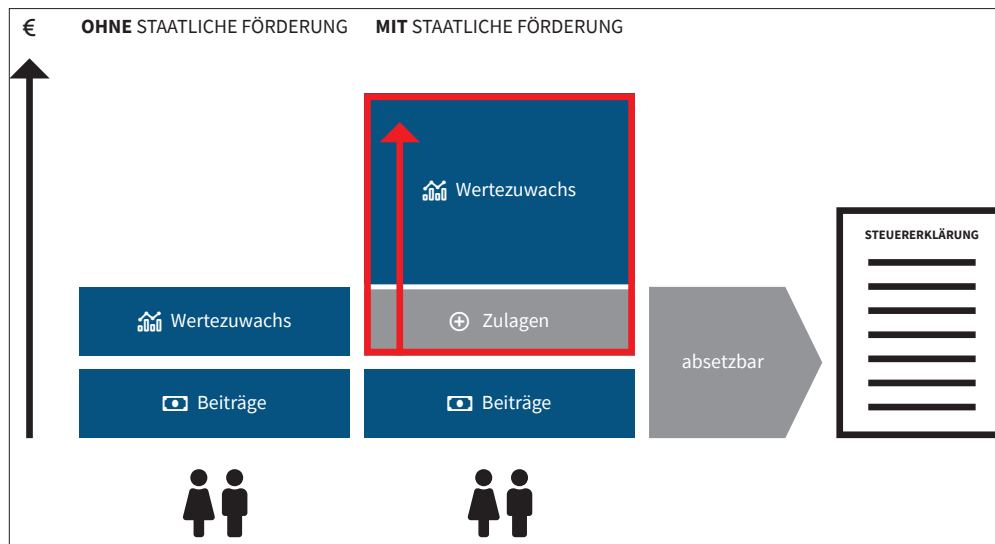 €
OHNE STAATLICHE FÖRDERUNG
MIT STAATLICHE FÖRDERUNG
Wertezuwachs
STEUERERKLÄRUNG
Wertezuwachs
Zulagen
absetzbar
Beiträge
Beiträge